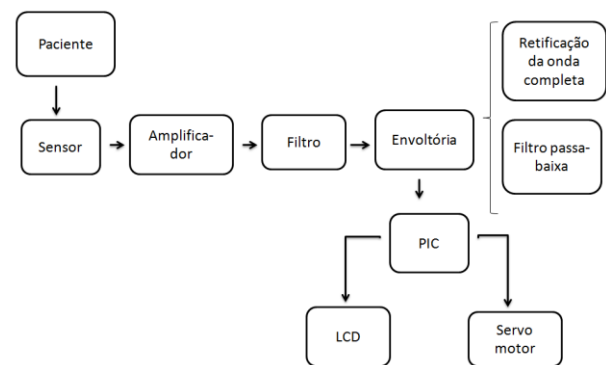 Paciente
Retificação
da onda
completa
Sensor
Amplifica-
dor
Filtro
Envoltória
Filtro passa-
baixa
PIC
LCD
Servo
motor